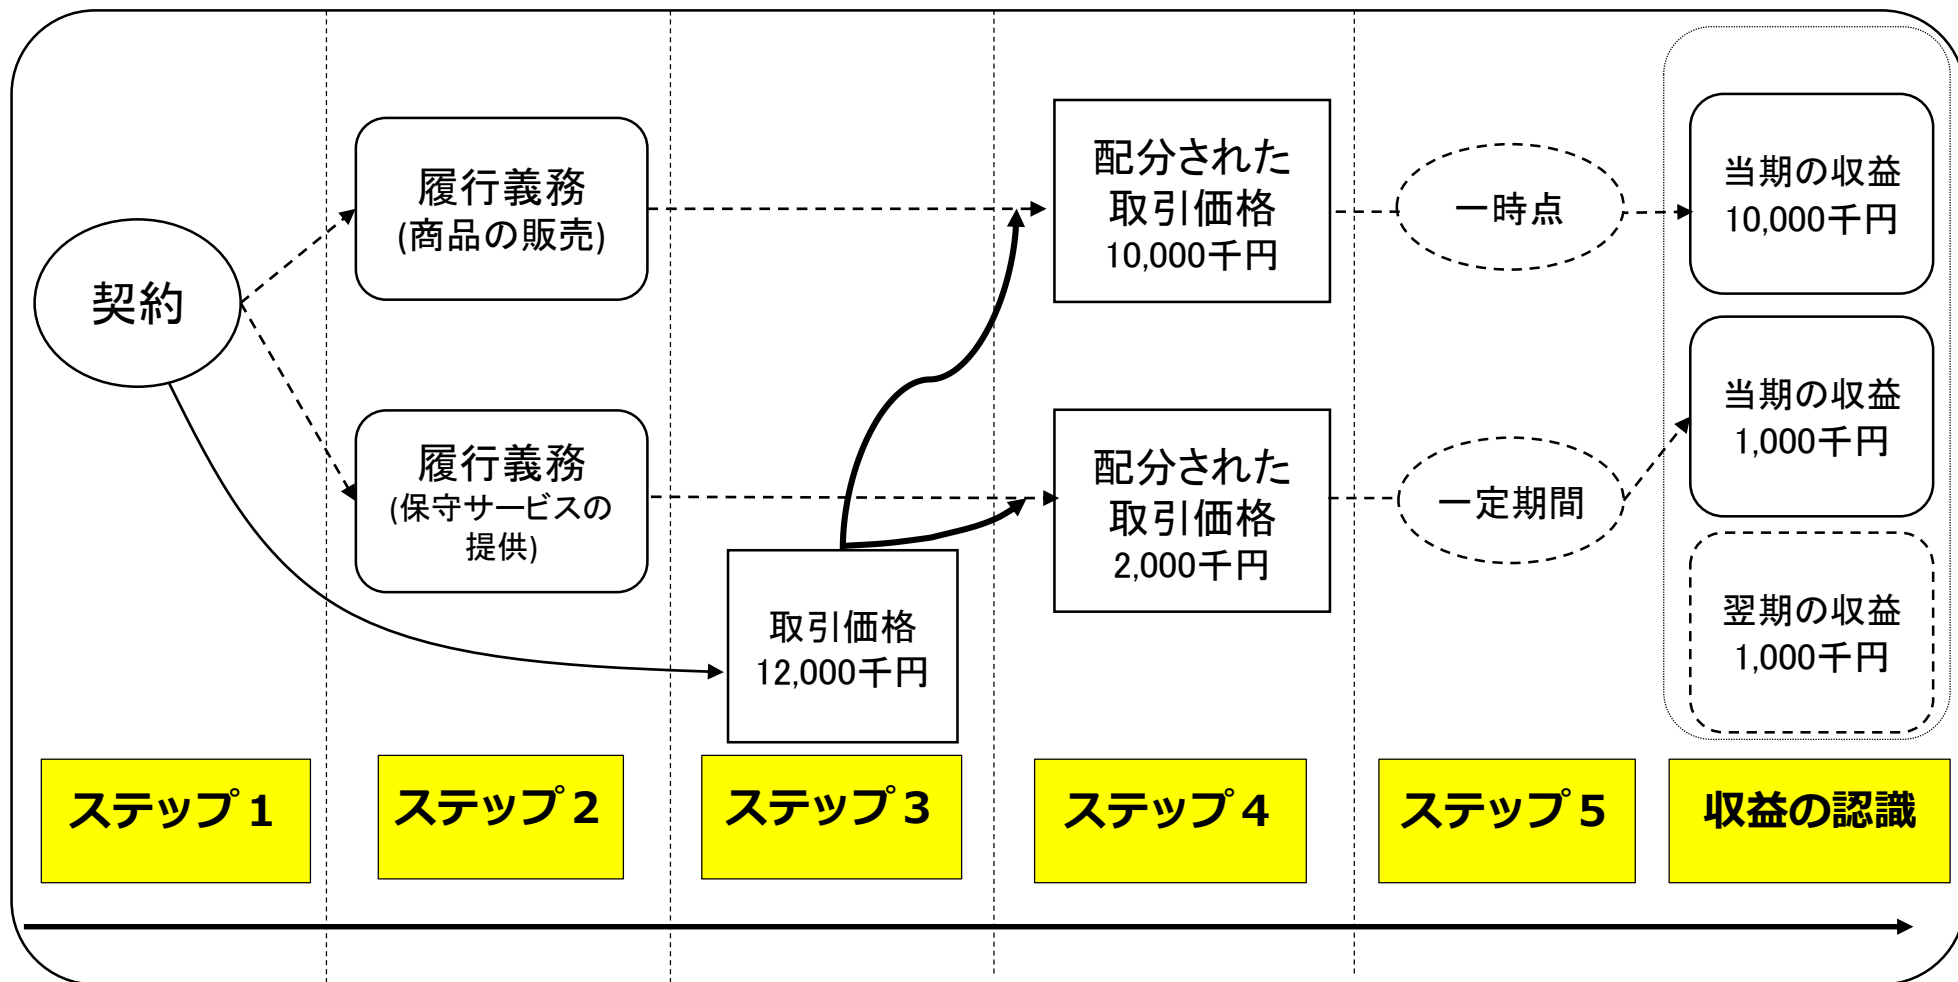 契約
履行義務
(商品の販売)
履行義務
(保守サービスの
提供)
取引価格
12,000千円
配分された
取引価格
10,000千円
配分された
取引価格
2,000千円
一時点
一定期間
当期の収益
10,000千円
当期の収益
1,000千円
翌期の収益
1,000千円
ステップ1
ステップ2
ステップ3
ステップ4
ステップ5
収益の認識